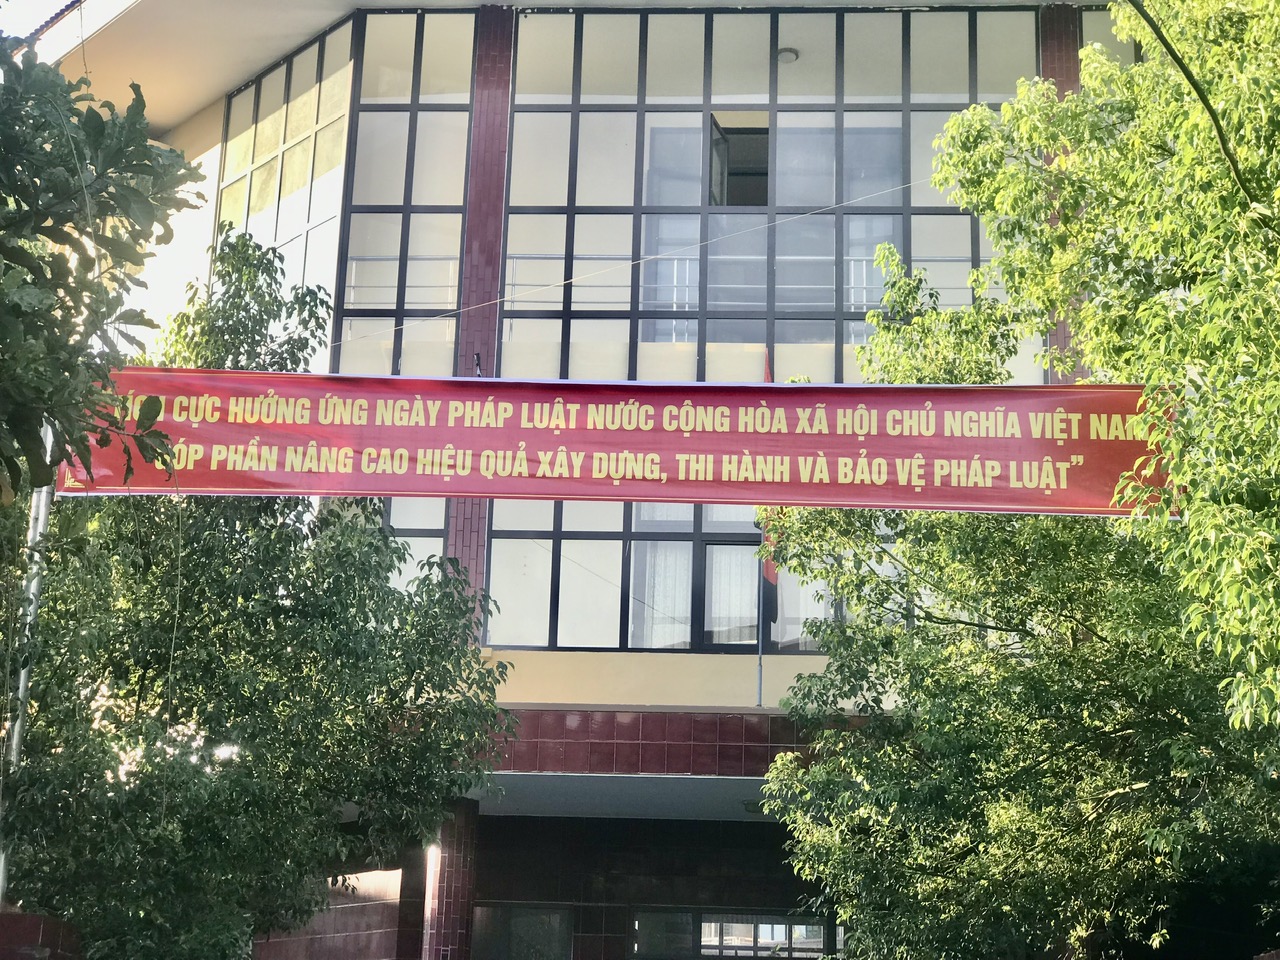 CỰC HƯỞNG ỨNG NGÀY PHÁP LUẬT NƯỚC CỘNG HÒA XÃ HỘI CHỦ NGHĨA VIỆT NAM
PHẦN NÂNG CAO HIỆU QUẢ XÂY DỰNG, THI HÀNH VÀ BẢO VỆ PHÁP LUẬT”